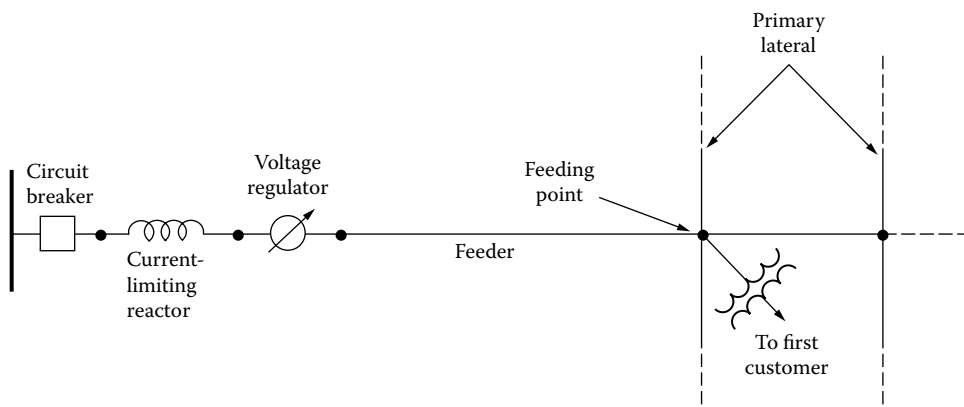 Primary
lateral
Circuit
breaker
Voltage
regulator
Feeding
point
Current-
limiting
reactor
Feeder
To first
customer